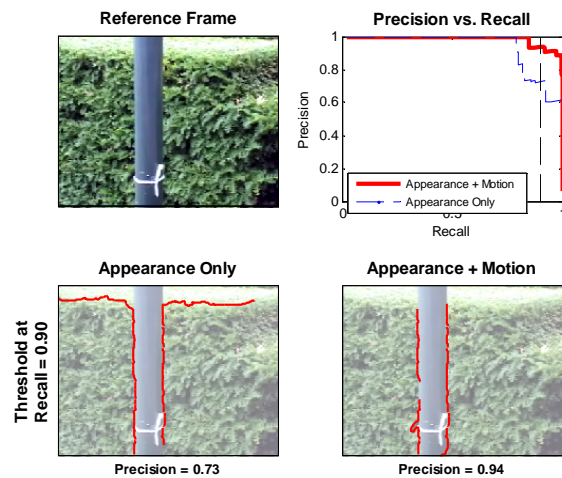 Reference Frame
Precision vs. Recall
1
0.8
0.6
0.4
0.2
0
Precision
Appearance + Motion
Appearance Only
0
0.5
1
Recall
Appearance Only
Appearance + Motion
Threshold at
Recall = 0.90
Precision = 0.73
Precision = 0.94